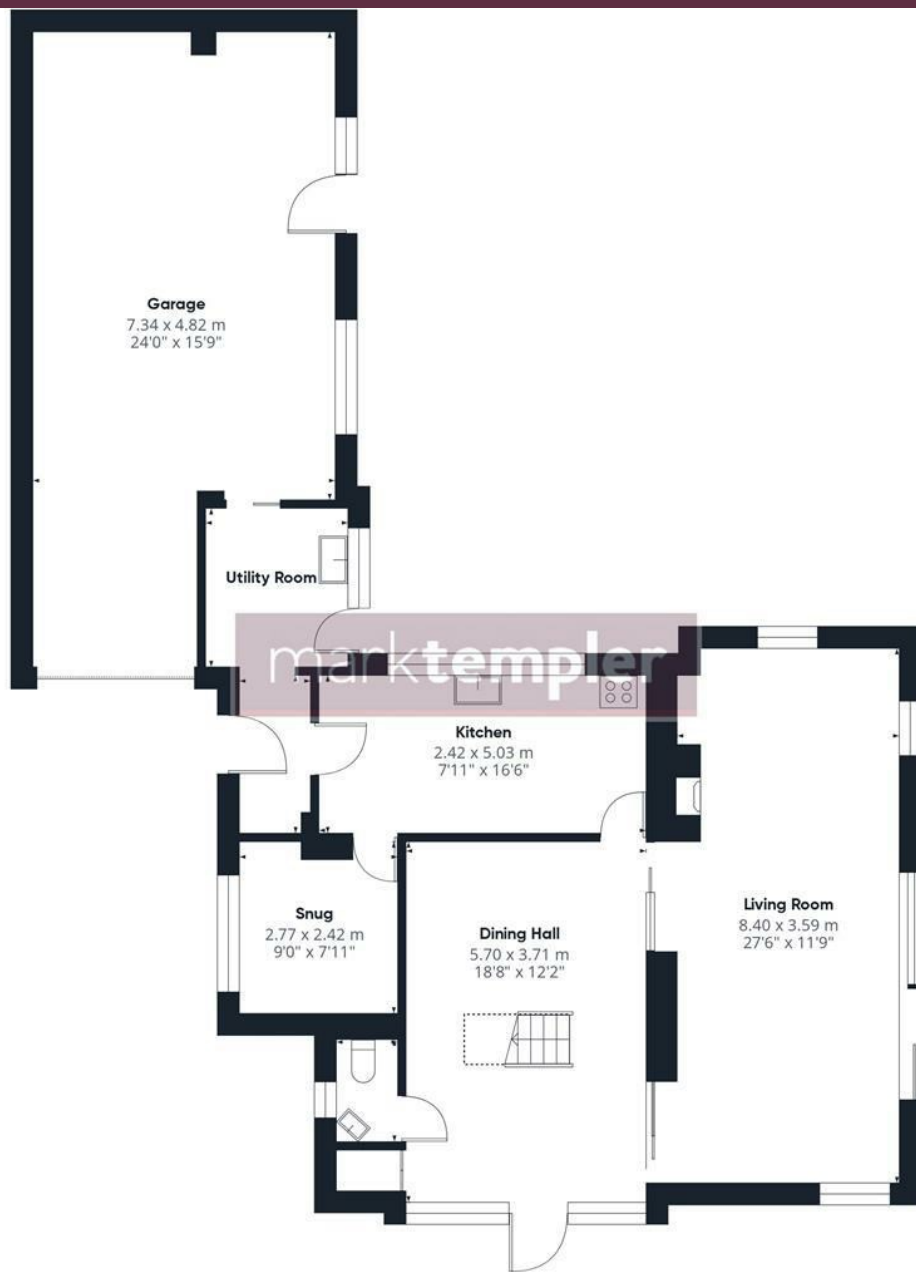 Garage
7.34 x 4.82 m
24'0" x 15'9"
Utility Room
marktempler
Kitchen
2.42 x 5.03 m
7'11" x 16'6"
Snug
2.77 x 2.42 m
9'0" x 7'11"
Dining Hall
5.70 x 3.71 m
18'8" x 12'2"
Living Room
8.40 x 3.59 m
27'6" x 11'9"